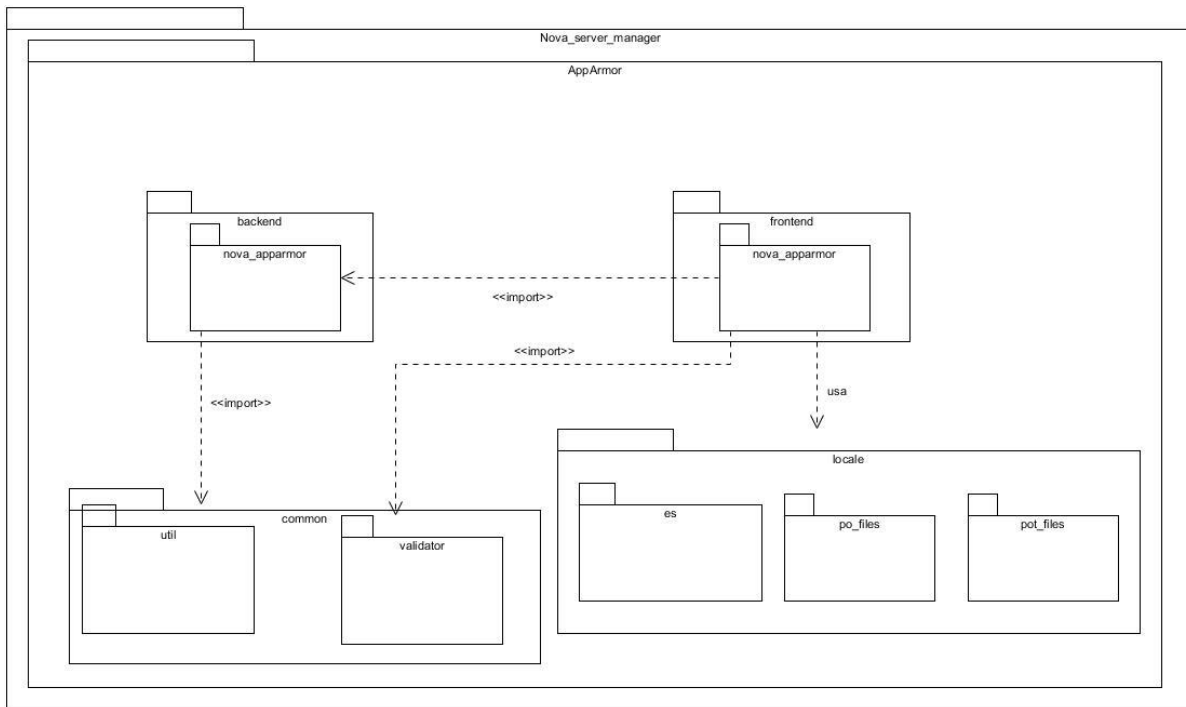 Nova_server_manager
AppArmor
backend
frontend
nova_apparmor
nova_apparmor
<<import>>
<<import>>
<<import>>
usa
locale
common
util
validator
es
po_files
pot_files